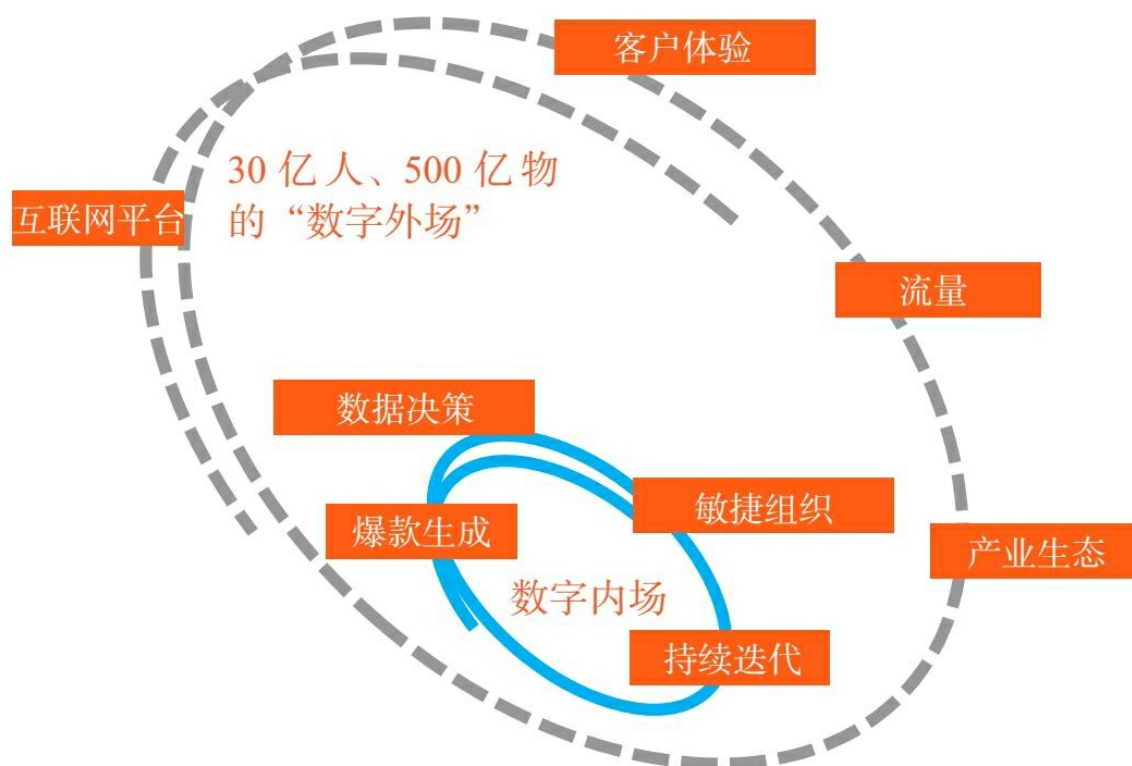 客户体验
30 亿人、500 亿物
的“数字外场”
互联网平台
流量
数据决策
敏捷组织
爆款生成
产业生态
数字内场
持续迭代